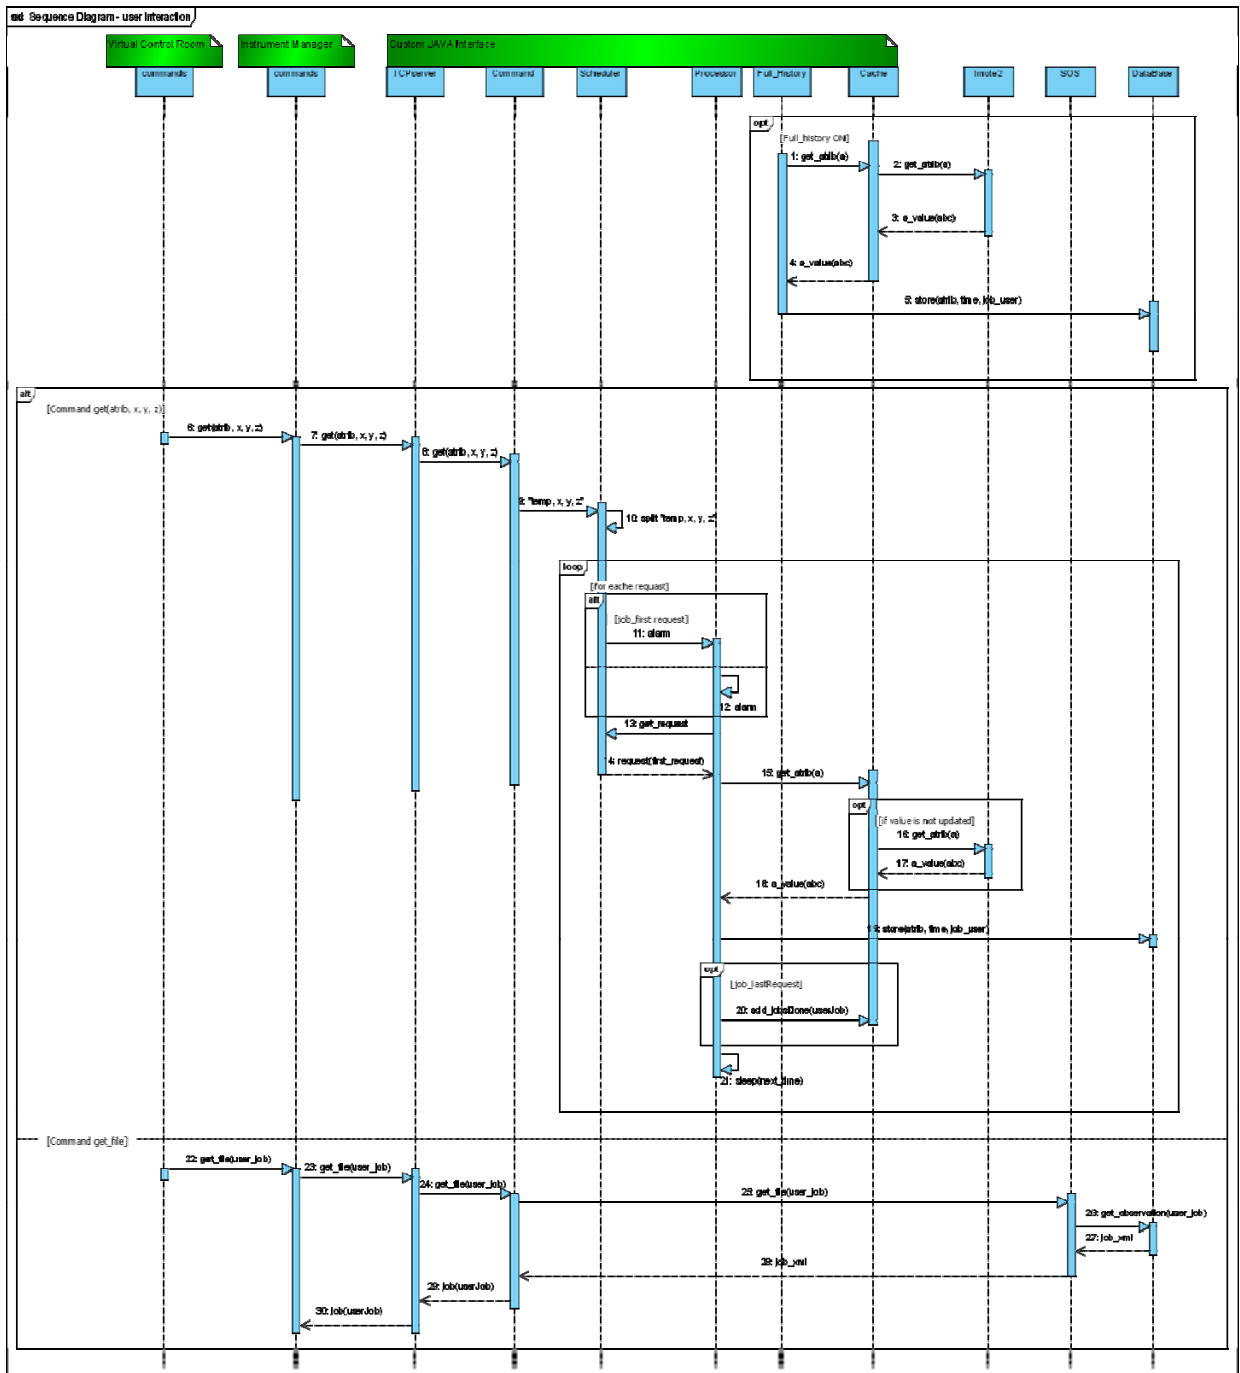 sd Sequence Diagram - user Interaction
Virtual Control Room
Instrument Manager
Custom JAVA Interface
commands
commands
TCPserver
Command
Scheduler
Processor
Full_History
Cache
Imote2
SOS
DataBase
opt
[Full_history ON]
1: get_atrib(a)
2: get_atrib(a)
3: a_value(abc)
4: a_value(abc)
5: store(atrib, time, job_user)
alt
[Command get(atrib, x, y, z)]
6: get(atrib, x, y, z)
7: get(atrib, x, y, z)
8: get(atrib, x, y, z)
9: "temp, x, y, z"
10: split "temp, x, y, z"
loop
[for eache requast]
alt
[job_first request]
11: alarm
12: alarm
13: get_request
14: request(first_request)
15: get_atrib(a)
opt
[if value is not updated]
16: get_atrib(a)
17: a_value(abc)
18: a_value(abc)
19: store(atrib, time, job_user)
opt
[job_lastRequest]
20: add_jobsDone(userJob)
21: sleep(next_time)
[Command get_file]
22: get_file(user_job)
23: get_file(user_job)
24: get_file(user_job)
25: get_file(user_job)
26: get_observation(user_job)
27: job_xml
28: job_xml
29: job(userJob)
30: job(userJob)